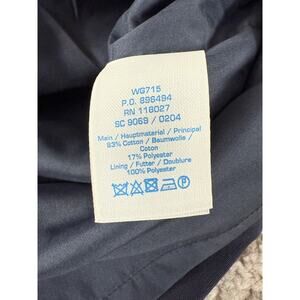 WG715
P.O. 896494
RN 116027
SC 9069 / 0204
Main / Hauptmaterial / Principal
83% Cotton / Baumwolle /
Coton
17% Polyester
Lining / Futter / Doublure
100% Polyester